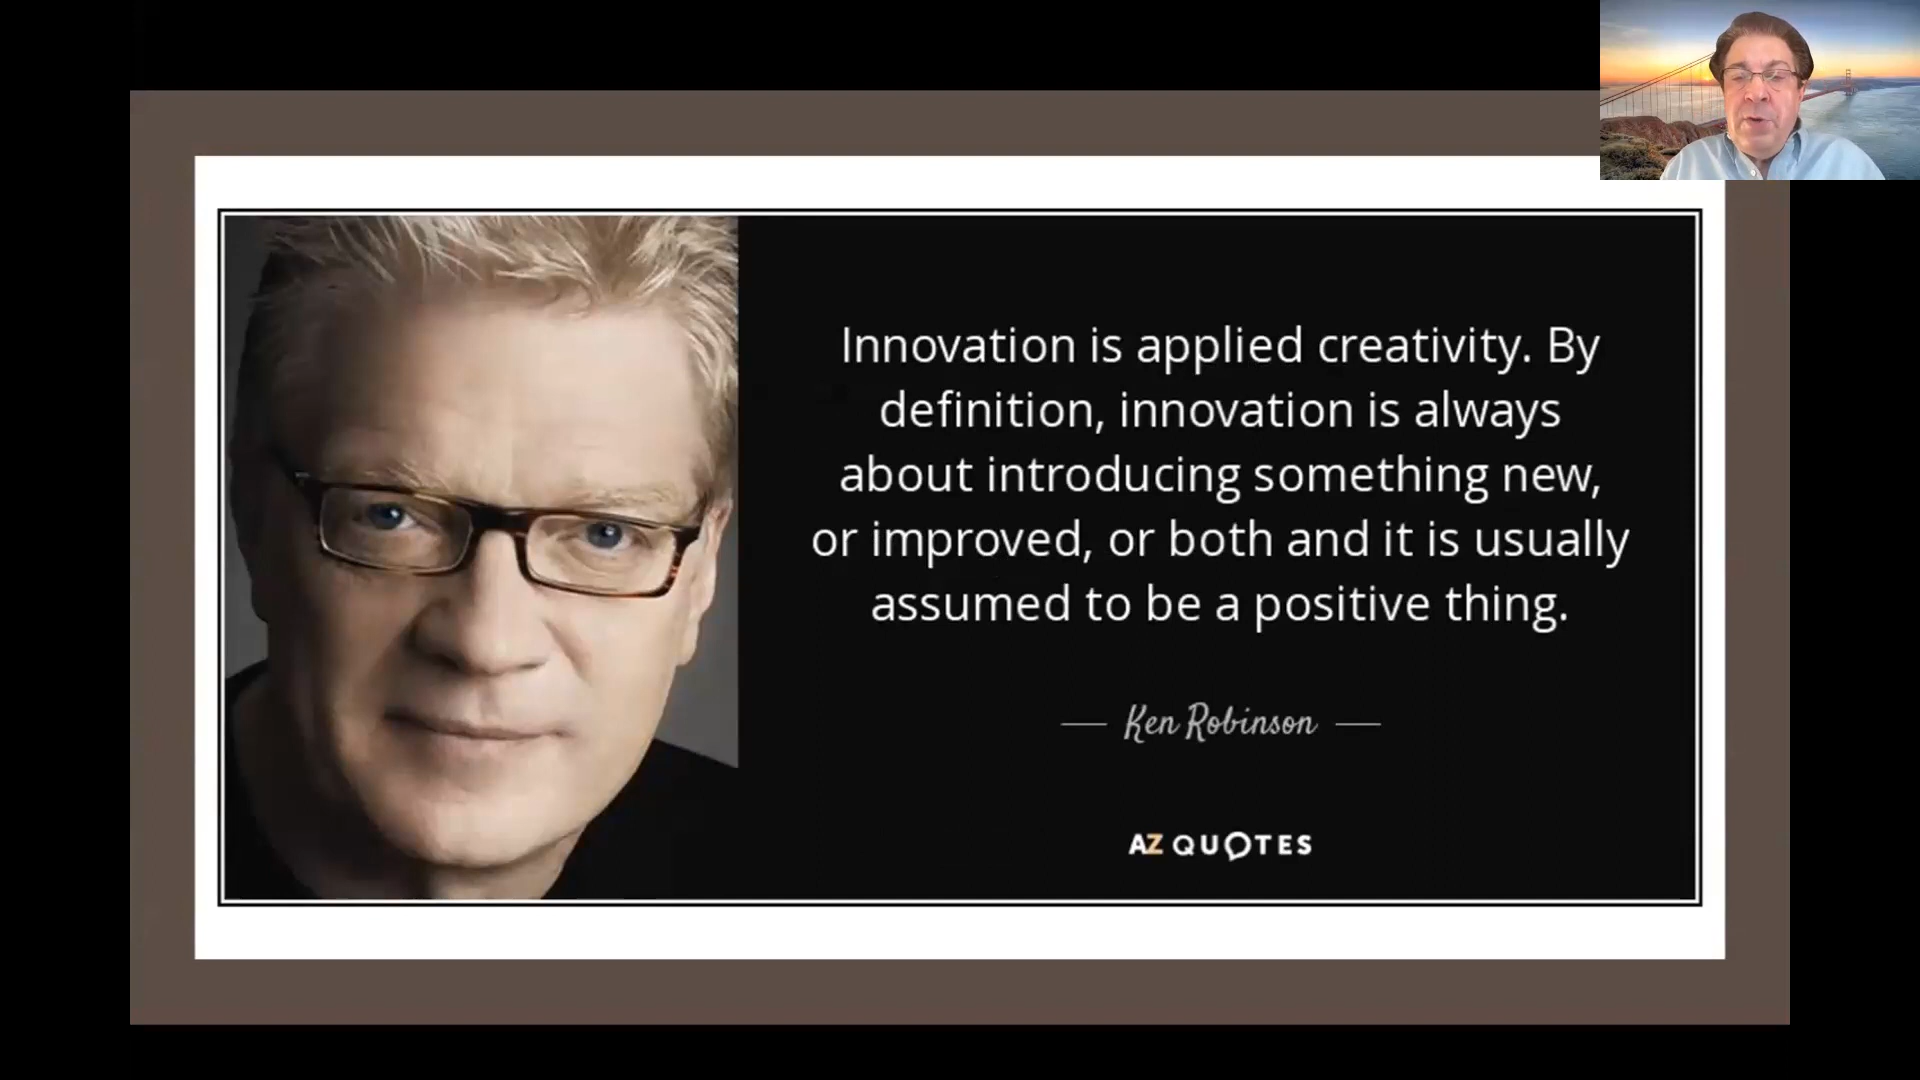 Innovation is applied creativity. By
definition, innovation is always
about introducing something new,
or improved, or both and it is usually
assumed to be a positive thing.
Ken Robinson
AZ QUOTES